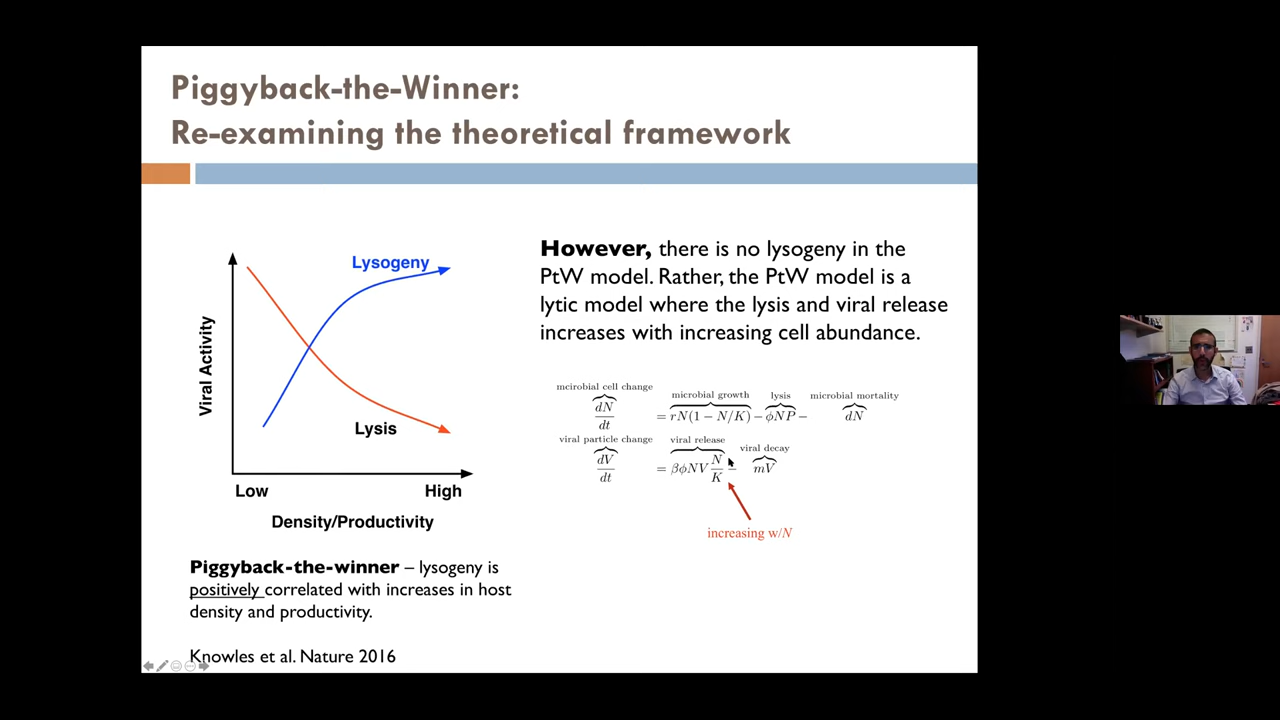 Piggyback-the-Winner:
Re-examining the theoretical framework
Lysogeny
Viral Activity
Lysis
Low
High
Density/Productivity
Piggyback-the-winner – lysogeny is
positively correlated with increases in host
density and productivity.
Knowles et al. Nature 2016
However, there is no lysogeny in the
PtW model. Rather, the PtW model is a
lytic model where the lysis and viral release
increases with increasing cell abundance.
mcirobial cell change
microbial growth
lysis
microbial mortality
dN/dt = rN(1 − N/K) − ϕNP − dN
viral particle change
viral release
viral decay
dV/dt = βϕNV N/K − mV
increasing w/N